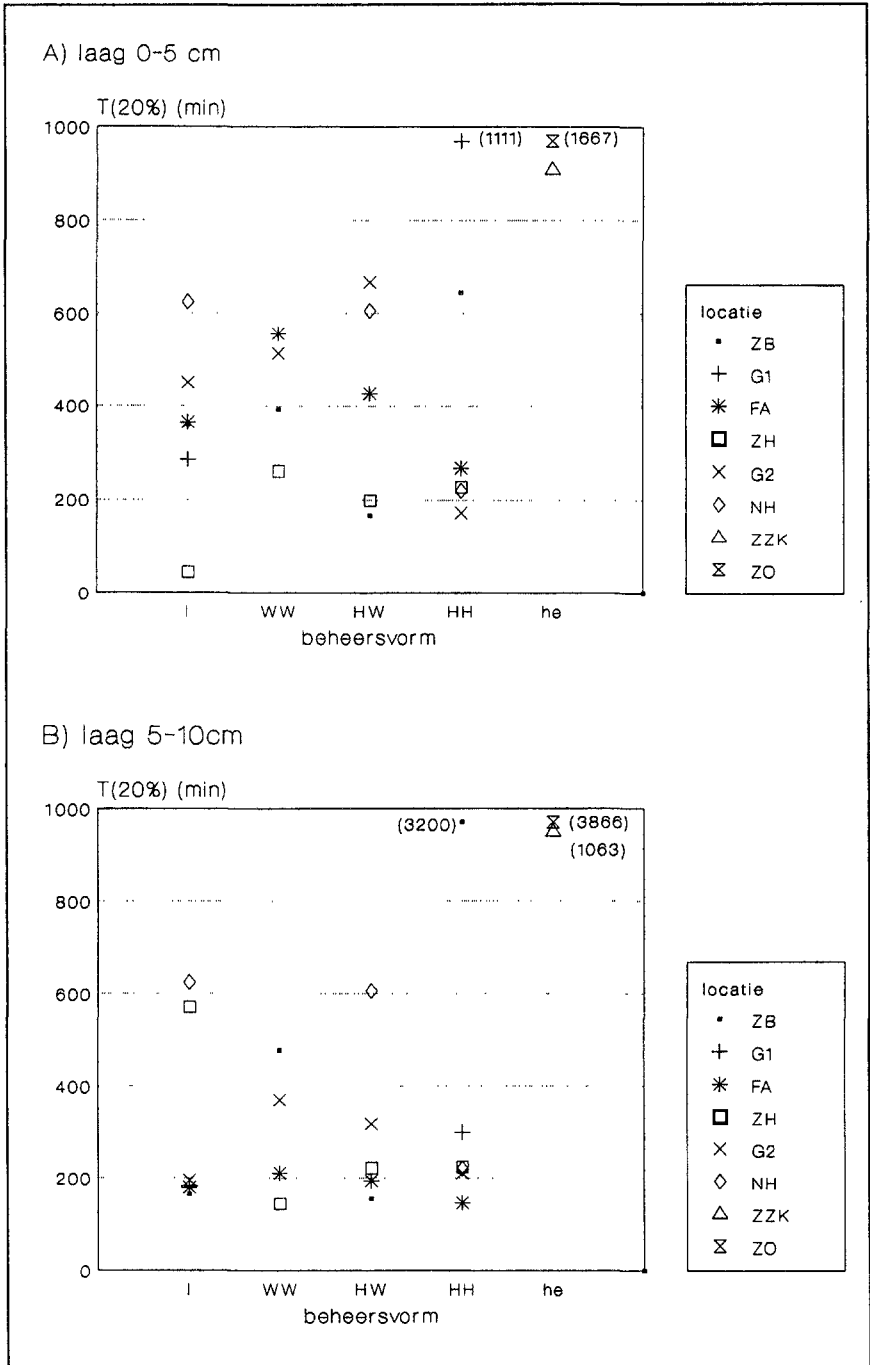 A) laag 0-5 cm
T(20%) (min)
1000
800
600
400
200
0
(1111)
(1667)
I
WW
HW
HH
he
beheersvorm
locatie
ZB
G1
FA
ZH
G2
NH
ZZK
ZO
B) laag 5-10cm
T(20%) (min)
1000
800
600
400
200
0
(3200)
(3866)
(1063)
I
WW
HW
HH
he
beheersvorm
locatie
ZB
G1
FA
ZH
G2
NH
ZZK
ZO